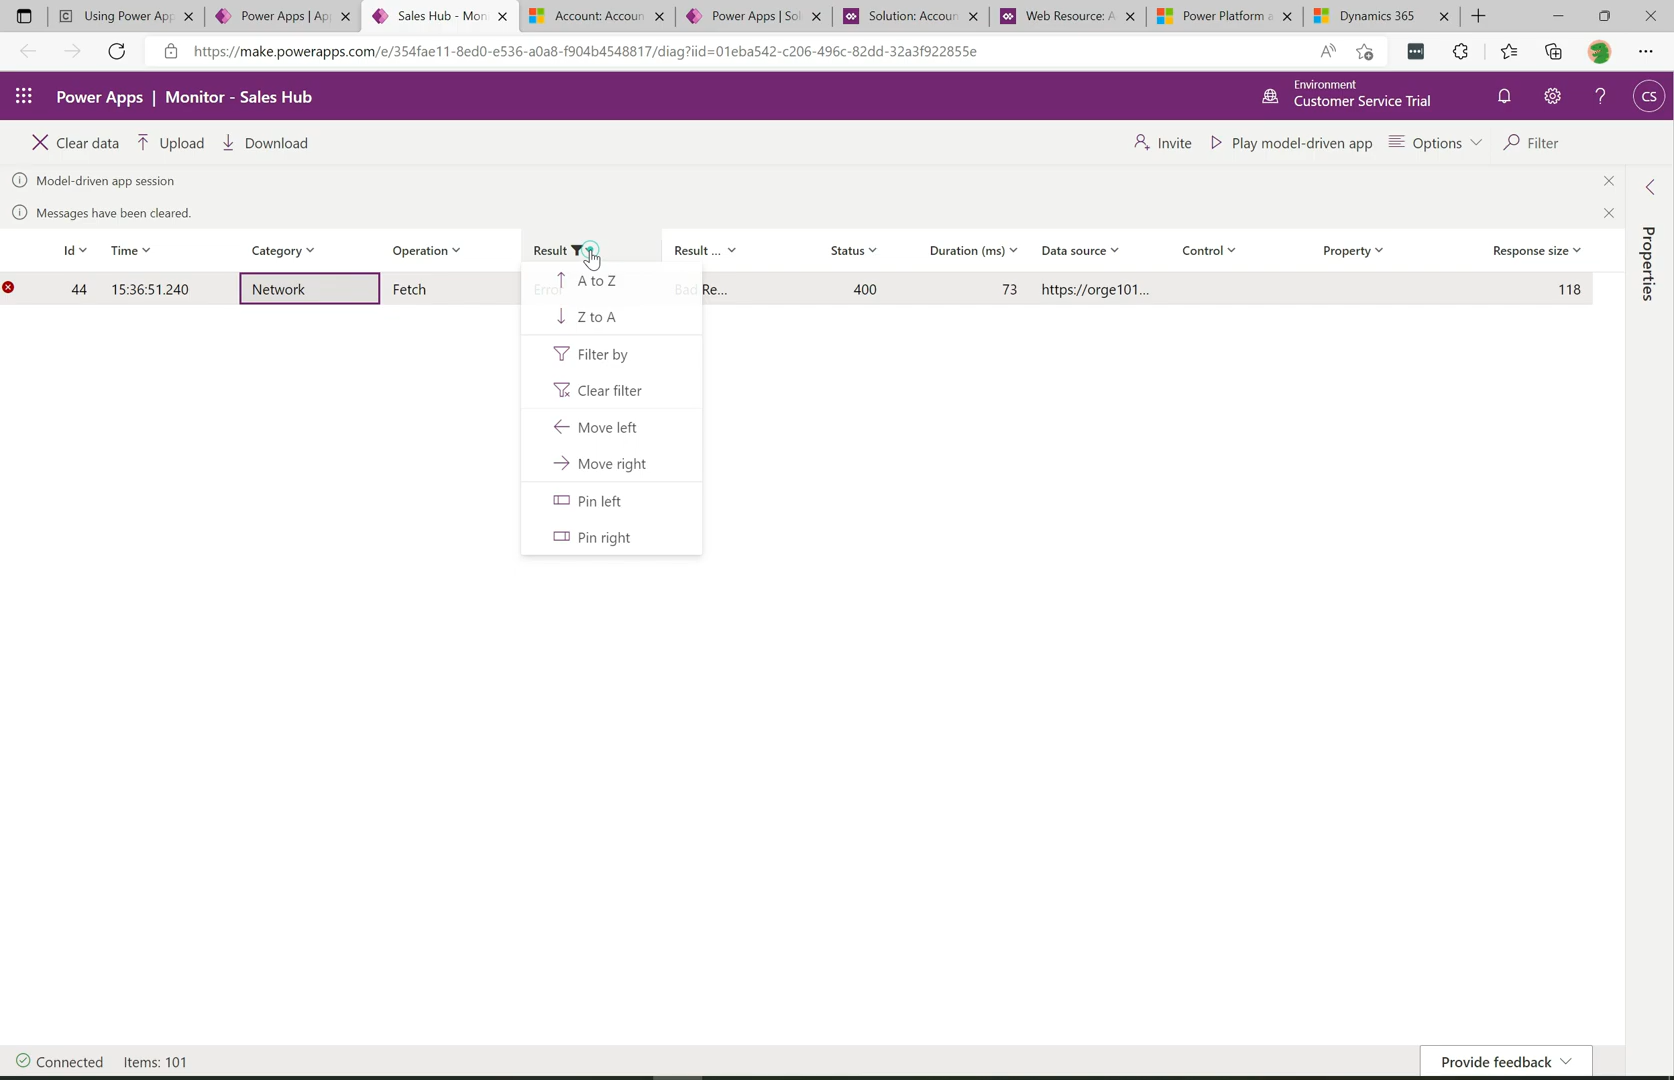 Using Power App
Power Apps | Ap
Sales Hub - Mon
Account: Accoun
Power Apps | Sol
Solution: Accoun
Web Resource: A
Power Platform a
Dynamics 365
https://make.powerapps.com/e/354fae11-8ed0-e536-a0a8-f904b4548817/diag?iid=01eba542-c206-496c-82dd-32a3f922855e
Power Apps | Monitor - Sales Hub
Environment
Customer Service Trial
CS
Clear data
Upload
Download
Invite
Play model-driven app
Options
Filter
Model-driven app session
Messages have been cleared.
Properties
Id
Time
Category
Operation
Result
Result ...
Status
Duration (ms)
Data source
Control
Property
Response size
44
15:36:51.240
Network
Fetch
Error
Bad Re...
400
73
https://orge101...
118
A to Z
Z to A
Filter by
Clear filter
Move left
Move right
Pin left
Pin right
Connected
Items: 101
Provide feedback